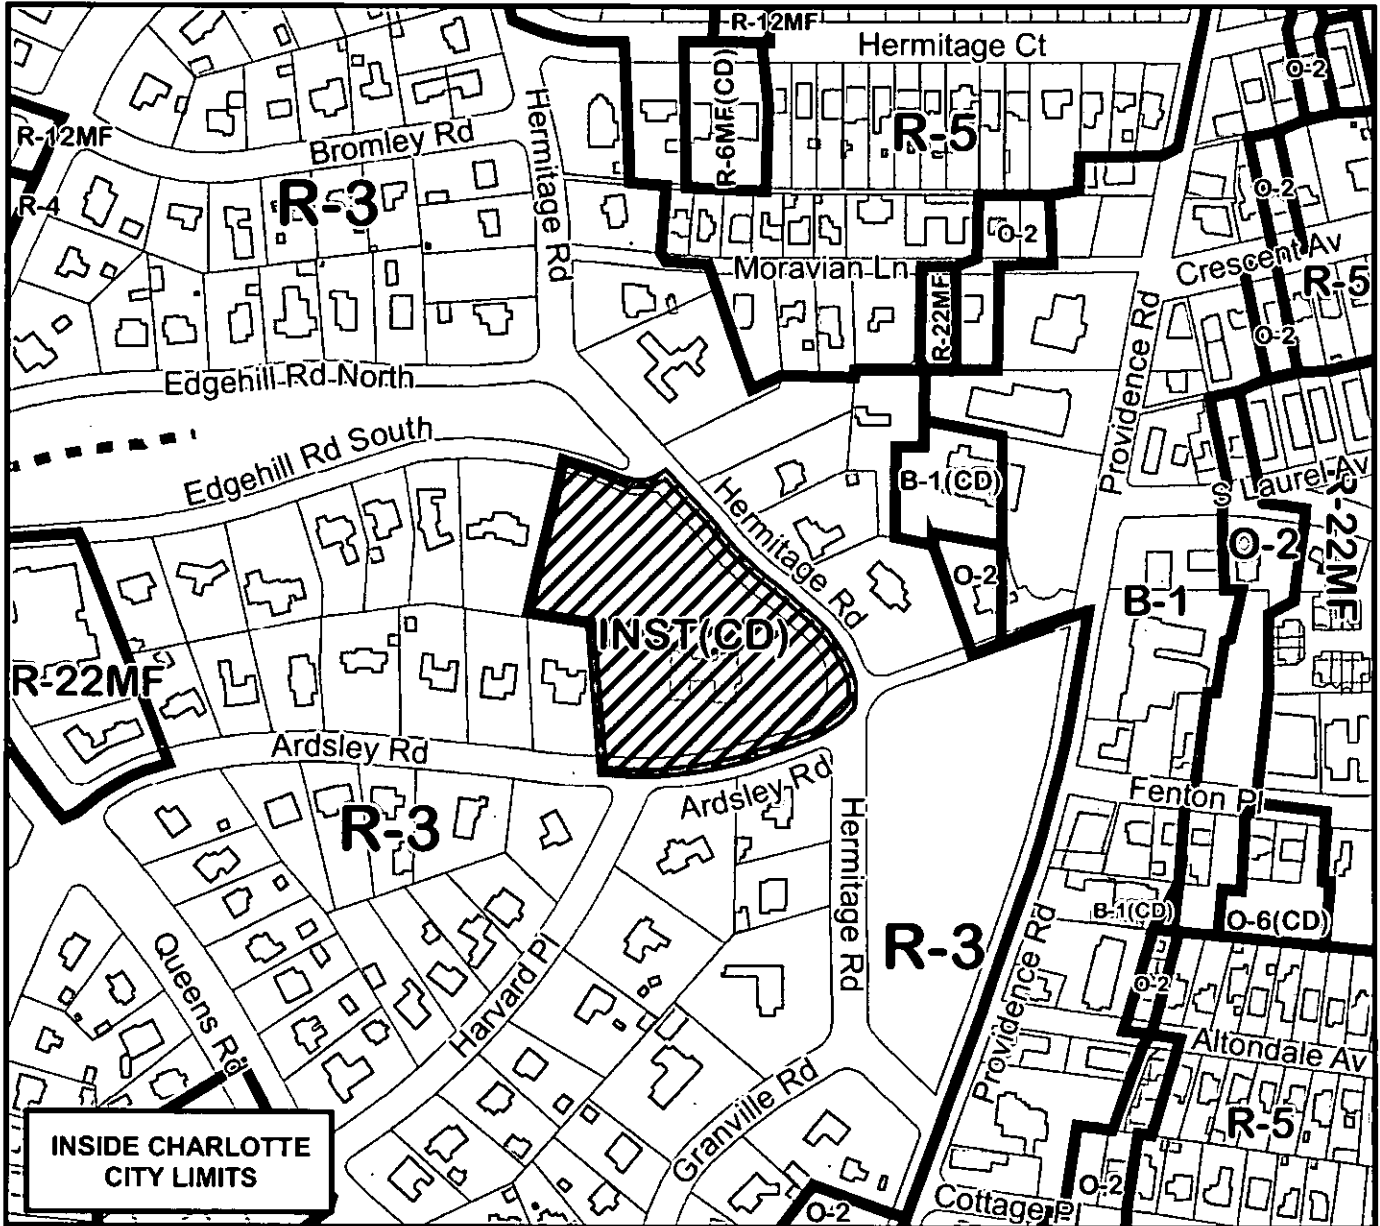 R-12MF
Hermitage Ct
O-2
R-6MF(CD)
R-5
R-12MF
Bromley Rd
Hermitage Rd
R-3
R-4
O-2
O-2
Crescent Av
R-5
Moravian Ln
R-22MF
O-2
Providence Rd
Edgehill Rd North
Edgehill Rd South
B-1(CD)
S Laurel Av
R-22MF
Hermitage Rd
O-2
O-2
B-1
INST(CD)
R-22MF
Ardsley Rd
Ardsley Rd
Fenton Pl
R-3
Hermitage Rd
B-1(CD)
O-6(CD)
R-3
Queens Rd
Harvard Pl
Providence Rd
O-2
Altondale Av
Granville Rd
R-5
INSIDE CHARLOTTE
CITY LIMITS
O-2
Cottage Pl
O-2